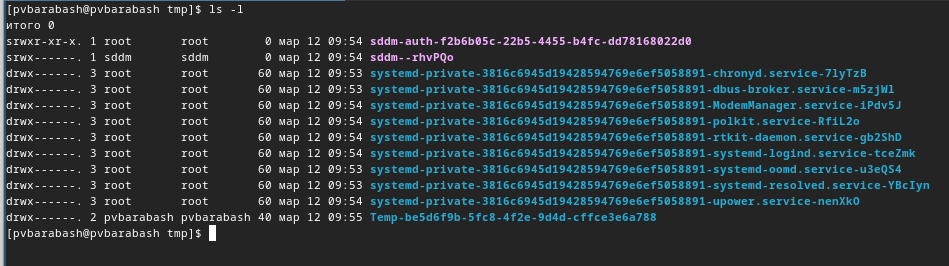 [pvbarabash@pvbarabash tmp]$ ls -l
итого 0
srwxr-xr-x. 1 root       root        0 мар 12 09:54 sddm-auth-f2b6b05c-22b5-4455-b4fc-dd78168022d0
srwx------. 1 sddm       sddm        0 мар 12 09:54 sddm--rhvPQo
drwx------. 3 root       root       60 мар 12 09:53 systemd-private-3816c6945d19428594769e6ef5058891-chronyd.service-7lyTzB
drwx------. 3 root       root       60 мар 12 09:53 systemd-private-3816c6945d19428594769e6ef5058891-dbus-broker.service-m5zjWl
drwx------. 3 root       root       60 мар 12 09:54 systemd-private-3816c6945d19428594769e6ef5058891-ModemManager.service-iPdv5J
drwx------. 3 root       root       60 мар 12 09:54 systemd-private-3816c6945d19428594769e6ef5058891-polkit.service-RfiL2o
drwx------. 3 root       root       60 мар 12 09:54 systemd-private-3816c6945d19428594769e6ef5058891-rtkit-daemon.service-gb2ShD
drwx------. 3 root       root       60 мар 12 09:54 systemd-private-3816c6945d19428594769e6ef5058891-systemd-logind.service-tceZmk
drwx------. 3 root       root       60 мар 12 09:53 systemd-private-3816c6945d19428594769e6ef5058891-systemd-oomd.service-u3eQS4
drwx------. 3 root       root       60 мар 12 09:53 systemd-private-3816c6945d19428594769e6ef5058891-systemd-resolved.service-YBcIyn
drwx------. 3 root       root       60 мар 12 09:54 systemd-private-3816c6945d19428594769e6ef5058891-upower.service-nenXkO
drwx------. 2 pvbarabash pvbarabash 40 мар 12 09:55 Temp-be5d6f9b-5fc8-4f2e-9d4d-cffce3e6a788
[pvbarabash@pvbarabash tmp]$